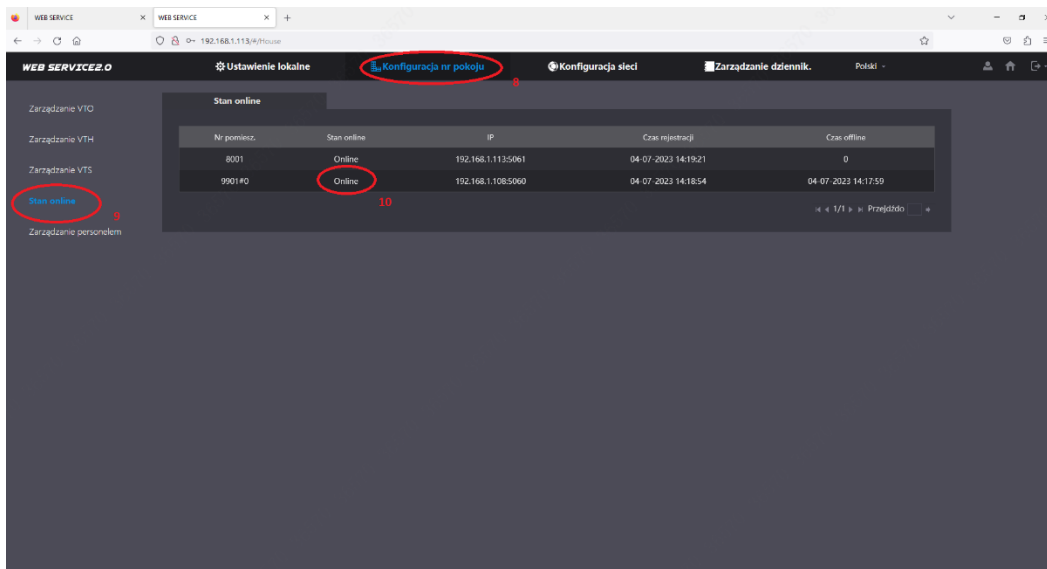 WEB SERVICE
WEB SERVICE
192.168.1.113/#/House
WEB SERVICE2.0
Ustawienie lokalne
Konfiguracja nr pokoju
Konfiguracja sieci
Zarządzanie dziennik.
Polski
8
Stan online
Zarządzanie VTO
Zarządzanie VTH
Zarządzanie VTS
Stan online
9
Zarządzanie personelem
Nr pomiesz. Stan online IP Czas rejestracji Czas offline
8001 Online 192.168.1.113:5061 04-07-2023 14:19:21 0
9901#0 Online 192.168.1.108:5060 04-07-2023 14:18:54 04-07-2023 14:17:59
10
1/1 Przejdźdo